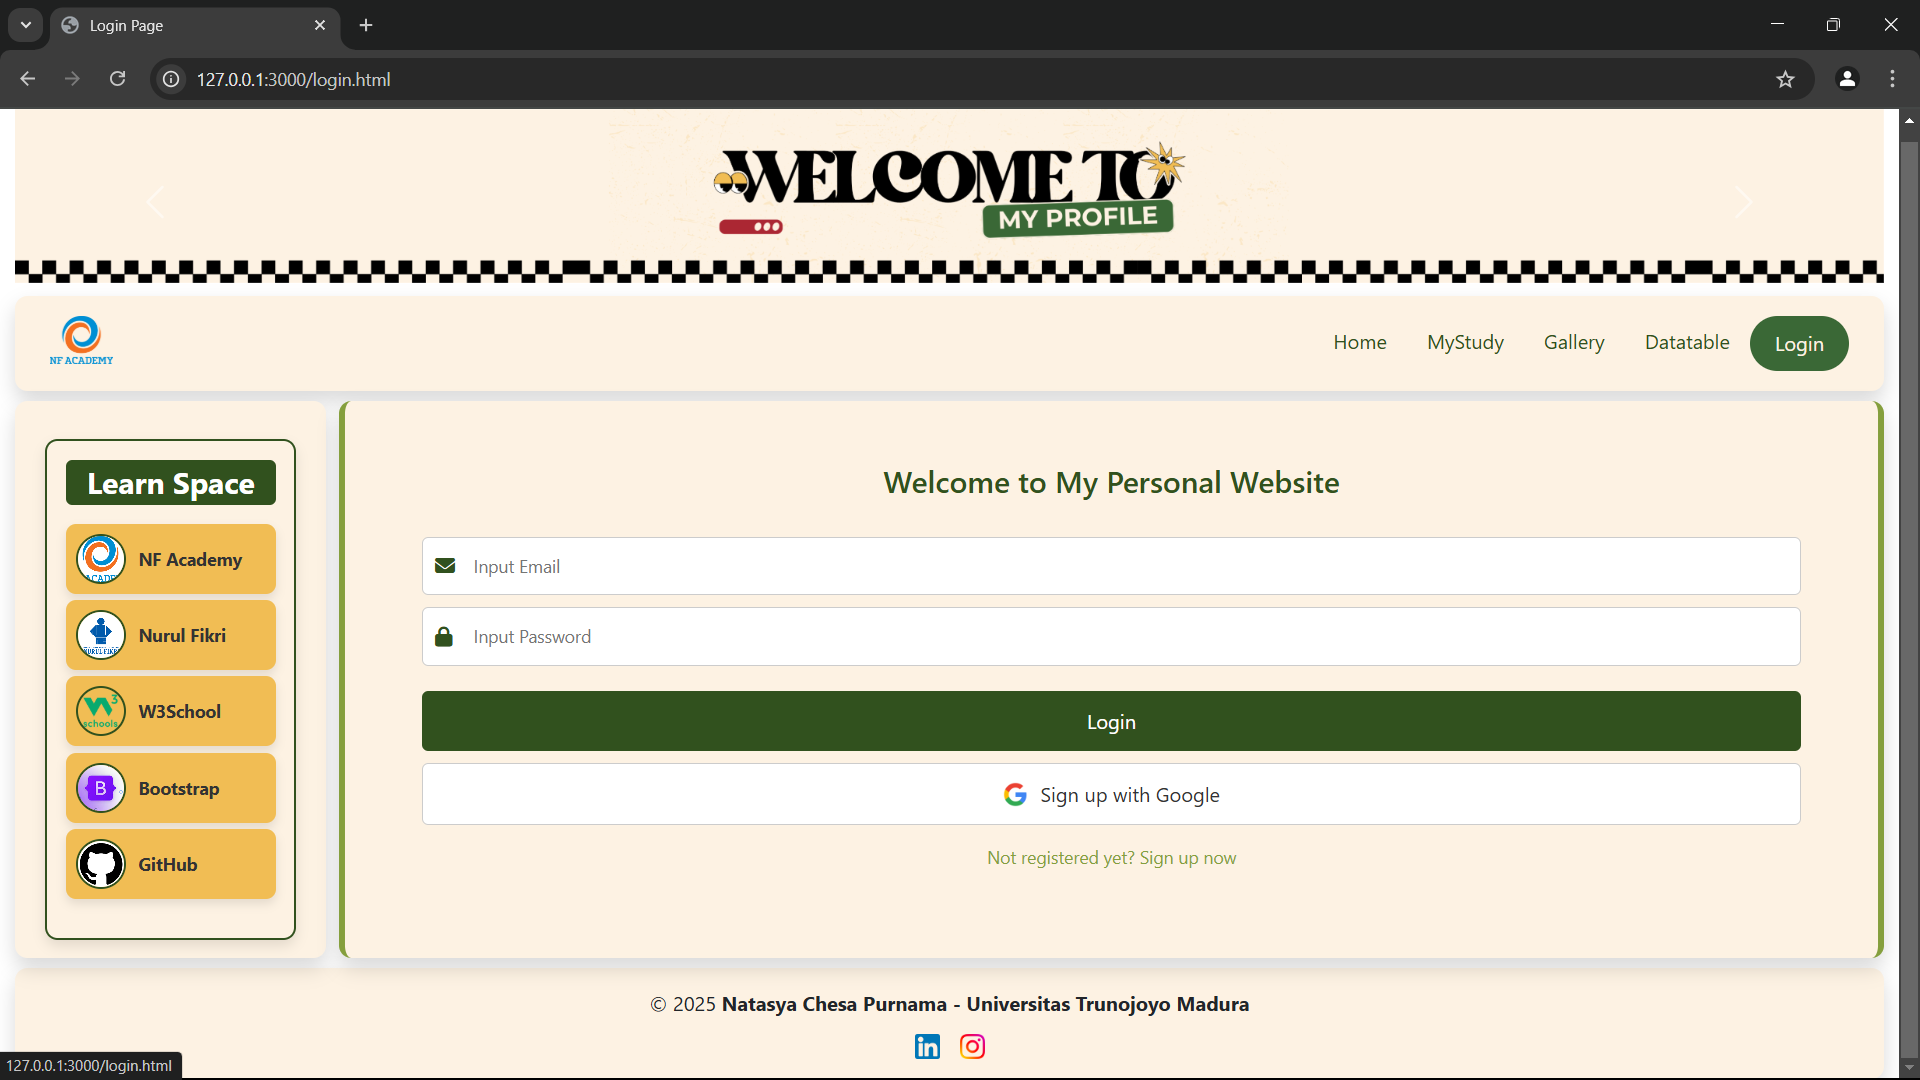 Login Page
127.0.0.1:3000/login.html
WELCOME TO
MY PROFILE
NF ACADEMY
Home
MyStudy
Gallery
Datatable
Login
Learn Space
NF Academy
Nurul Fikri
W3School
Bootstrap
GitHub
Welcome to My Personal Website
Input Email
Input Password
Login
Sign up with Google
Not registered yet? Sign up now
© 2025 Natasya Chesa Purnama - Universitas Trunojoyo Madura
127.0.0.1:3000/login.html